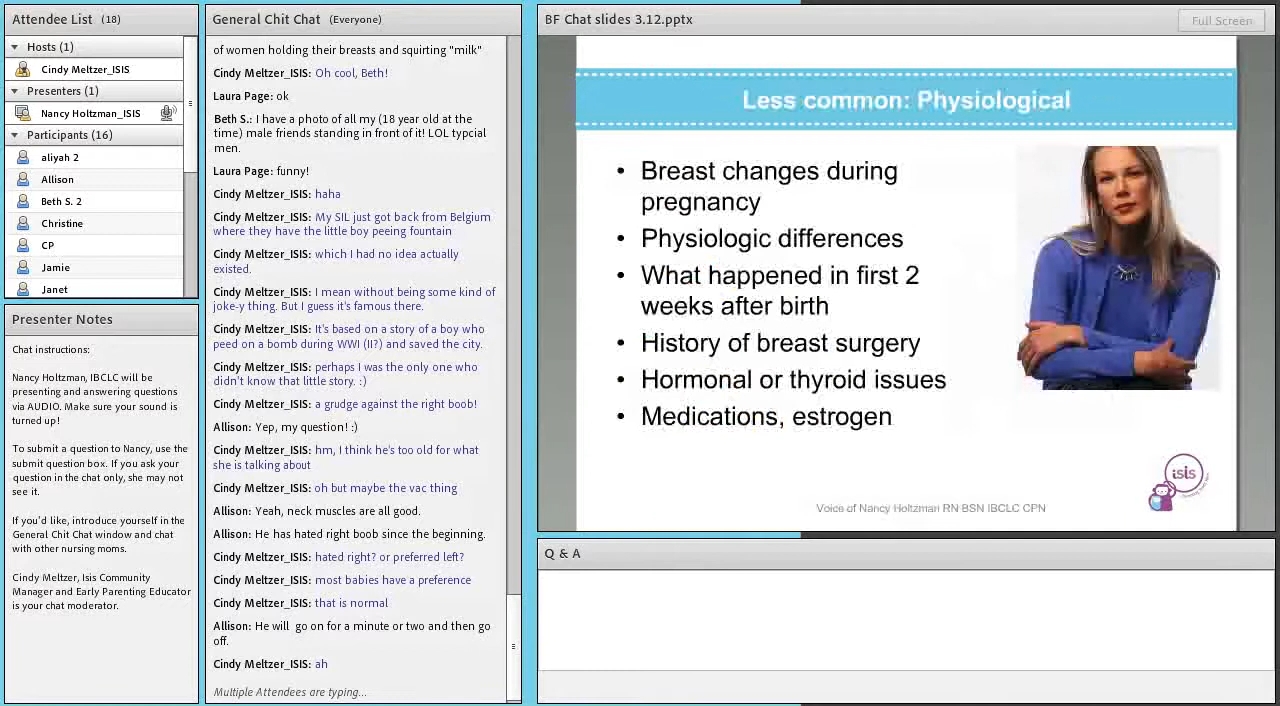 Attendee List (18)
Hosts (1)
Cindy Meltzer_ISIS
Presenters (1)
Nancy Holtzman_ISIS
Participants (16)
aliyah 2
Allison
Beth S. 2
Christine
CP
Jamie
Janet
Presenter Notes
Chat instructions:
Nancy Holtzman, IBCLC will be
presenting and answering questions
via AUDIO. Make sure your sound is
turned up!
To submit a question to Nancy, use the
submit question box. If you ask your
question in the chat only, she may not
see it.
If you'd like, introduce yourself in the
General Chit Chat window and chat
with other nursing moms.
Cindy Meltzer, Isis Community
Manager and Early Parenting Educator
is your chat moderator.
General Chit Chat (Everyone)
of women holding their breasts and squirting "milk"
Cindy Meltzer_ISIS: Oh cool, Beth!
Laura Page: ok
Beth S.: I have a photo of all my (18 year old at the
time) male friends standing in front of it! LOL typcial
men.
Laura Page: funny!
Cindy Meltzer_ISIS: haha
Cindy Meltzer_ISIS: My SIL just got back from Belgium
where they have the little boy peeing fountain
Cindy Meltzer_ISIS: which I had no idea actually
existed.
Cindy Meltzer_ISIS: I mean without being some kind of
joke-y thing. But I guess it's famous there.
Cindy Meltzer_ISIS: It's based on a story of a boy who
peed on a bomb during WWI (II?) and saved the city.
Cindy Meltzer_ISIS: perhaps I was the only one who
didn't know that little story. :)
Cindy Meltzer_ISIS: a grudge against the right boob!
Allison: Yep, my question! :)
Cindy Meltzer_ISIS: hm, I think he's too old for what
she is talking about
Cindy Meltzer_ISIS: oh but maybe the vac thing
Allison: Yeah, neck muscles are all good.
Allison: He has hated right boob since the beginning.
Cindy Meltzer_ISIS: hated right? or preferred left?
Cindy Meltzer_ISIS: most babies have a preference
Cindy Meltzer_ISIS: that is normal
Allison: He will go on for a minute or two and then go
off.
Cindy Meltzer_ISIS: ah
Multiple Attendees are typing...
BF Chat slides 3.12.pptx
Full Screen
Less common: Physiological
• Breast changes during
pregnancy
• Physiologic differences
• What happened in first 2
weeks after birth
• History of breast surgery
• Hormonal or thyroid issues
• Medications, estrogen
isis
Voice of Nancy Holtzman RN BSN IBCLC CPN
Q & A